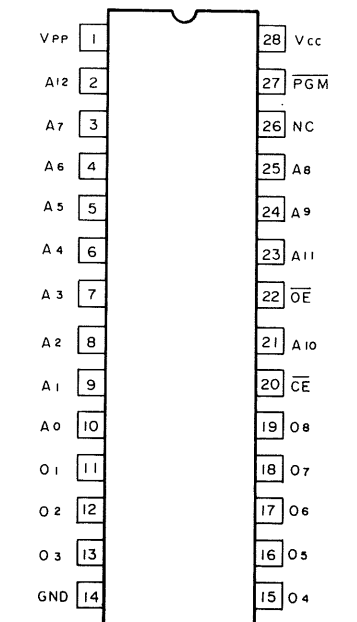 VPP 1 28 Vcc
A12 2 27 PGM
A7 3 26 NC
A6 4 25 A8
A5 5 24 A9
A4 6 23 A11
A3 7 22 OE
A2 8 21 A10
A1 9 20 CE
A0 10 19 O8
O1 11 18 O7
O2 12 17 O6
O3 13 16 O5
GND 14 15 O4